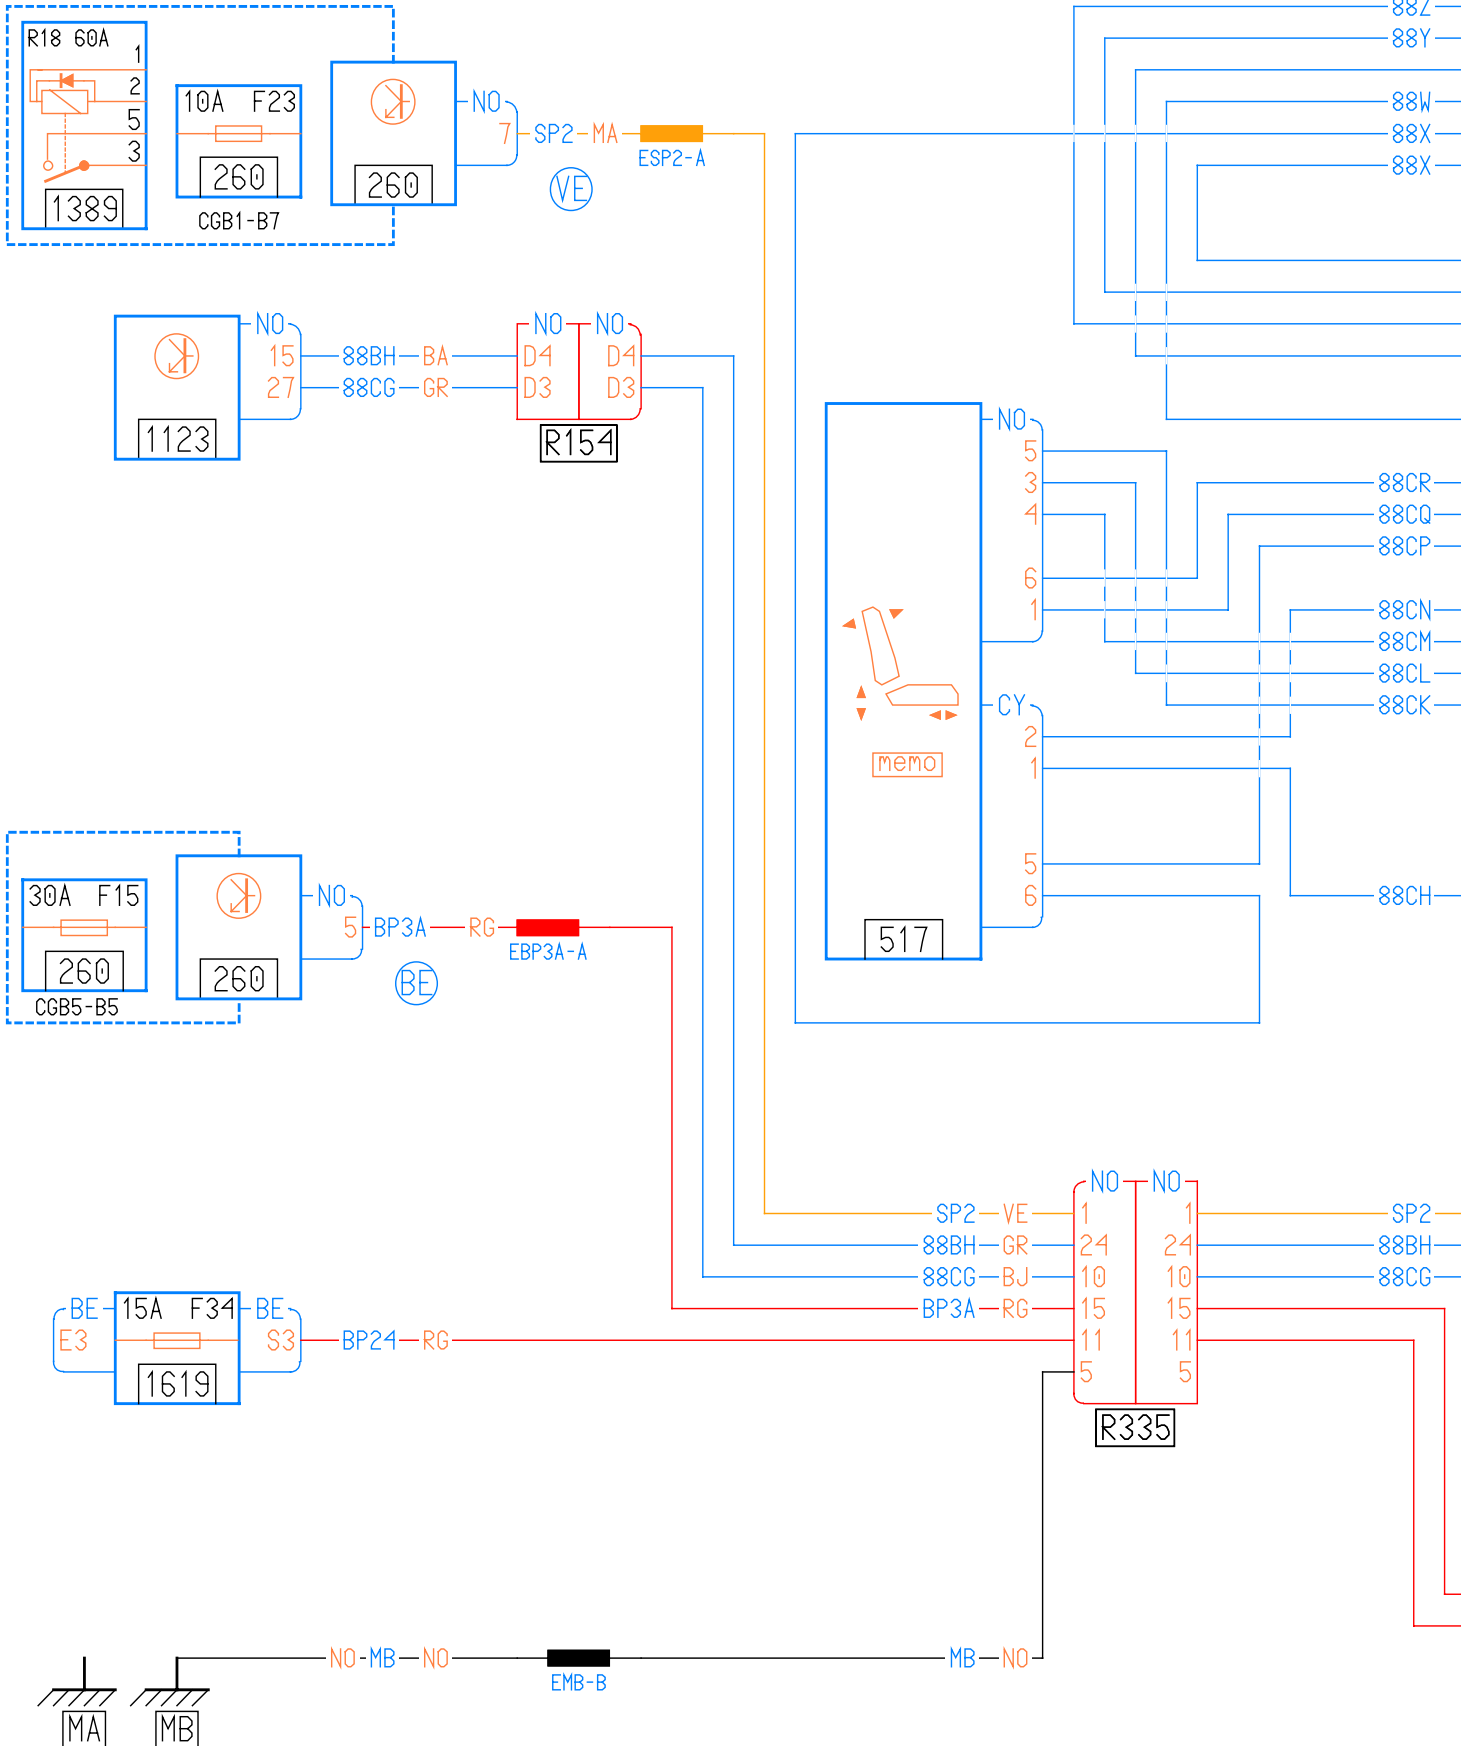 88Z
R18 60A
88Y
1
2
5
3
10A F23
NO
7
SP2 MA
ESP2-A
88W
88X
88X
260
260
VE
1389
CGB1-B7
NO
15 88BH BA
27 88CG GR
NO NO
D4 D4
D3 D3
1123
R154
NO
5
3
4
6
1
88CR
88CQ
88CP
88CN
88CM
88CL
88CK
CY
2
1
5
6
memo
517
88CH
30A F15
NO
5 BP3A RG
EBP3A-A
260
260
BE
CGB5-B5
NO NO
SP2 VE 1 1 SP2
88BH GR 24 24 88BH
88CG BJ 10 10 88CG
BP3A RG 15 15
BE 15A F34 BE
E3 S3 BP24 RG 11 11
5 5
1619
R335
NO MB NO
EMB-B
MB NO
MA MB